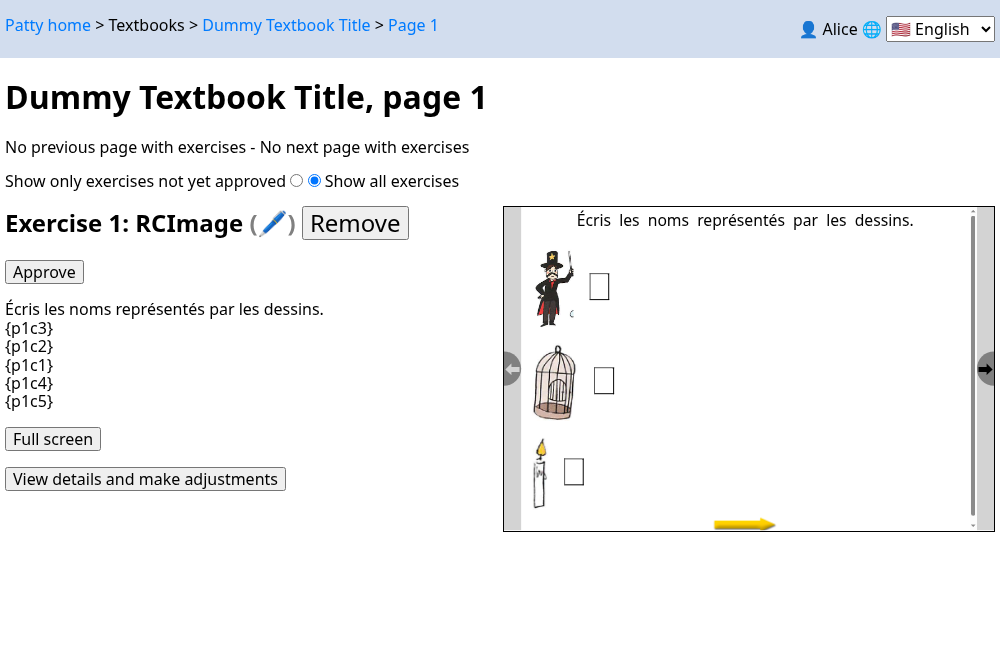 Patty home > Textbooks > Dummy Textbook Title > Page 1
👤 Alice 🌐 🇺🇸 English
Dummy Textbook Title, page 1
No previous page with exercises - No next page with exercises
Show only exercises not yet approved Show all exercises
Exercise 1: RCImage (🖊️) Remove
Approve
Écris les noms représentés par les dessins.
{p1c3}
{p1c2}
{p1c1}
{p1c4}
{p1c5}
Full screen
View details and make adjustments
Écris les noms représentés par les dessins.